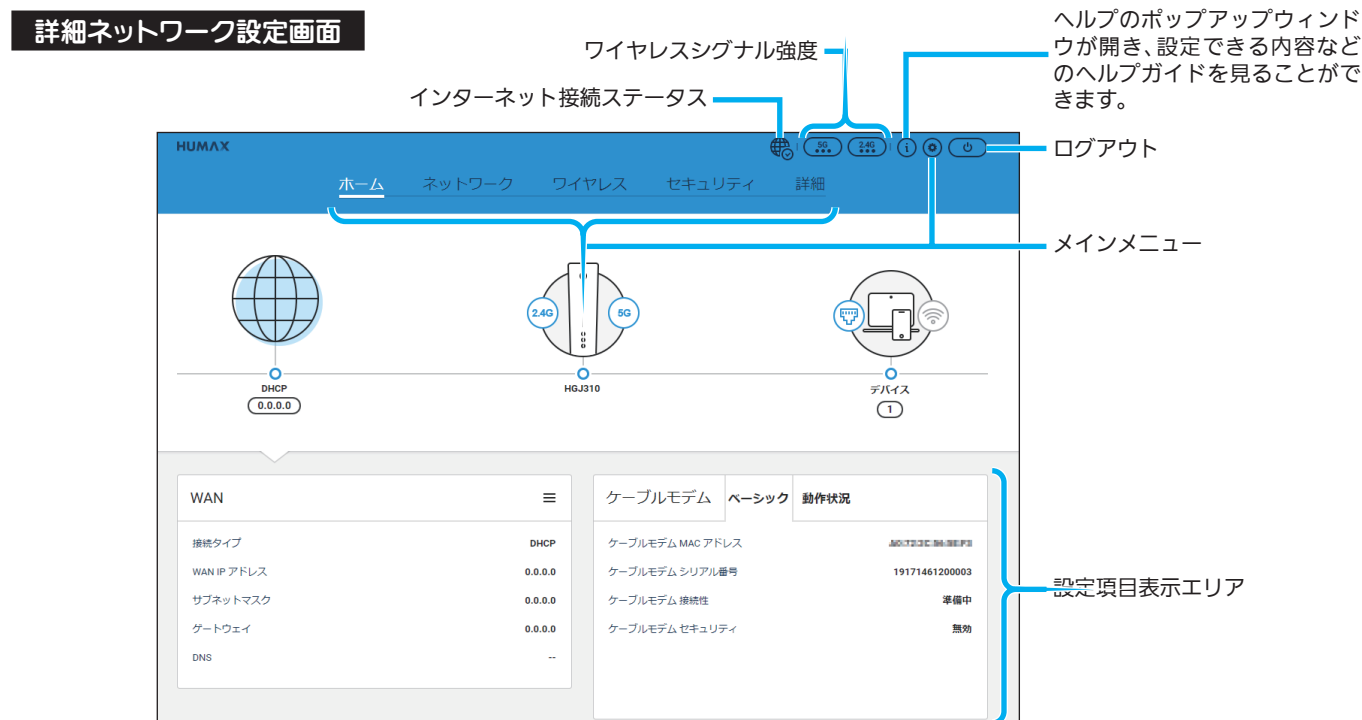 詳細ネットワーク設定画面
ワイヤレスシグナル強度
インターネット接続ステータス
ヘルプのポップアップウィンド
ウが開き、設定できる内容など
のヘルプガイドを見ることがで
きます。
ログアウト
メインメニュー
HUMAX
5G
2.4G
ホーム ネットワーク ワイヤレス セキュリティ 詳細
2.4G
5G
DHCP
0.0.0.0
HGJ310
デバイス
1
WAN
接続タイプ DHCP
WAN IP アドレス 0.0.0.0
サブネットマスク 0.0.0.0
ゲートウェイ 0.0.0.0
DNS --
ケーブルモデム ベーシック 動作状況
ケーブルモデム MAC アドレス
ケーブルモデム シリアル番号 19171461200003
ケーブルモデム 接続性 準備中
ケーブルモデム セキュリティ 無効
設定項目表示エリア